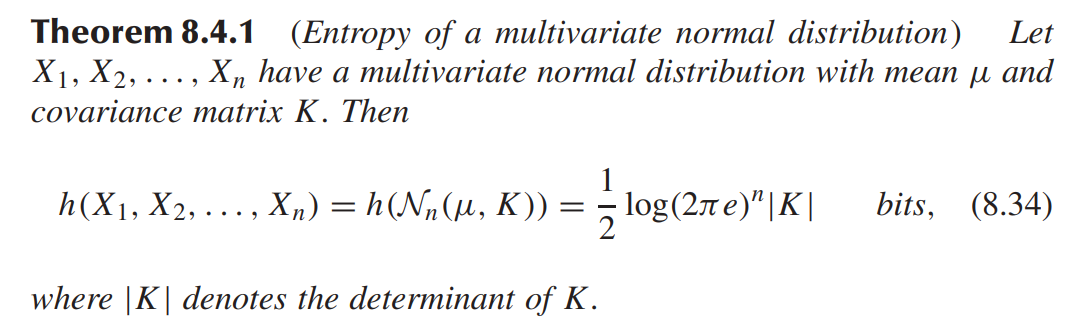 Theorem 8.4.1 (Entropy of a multivariate normal distribution) Let
X₁, X₂, . . . , Xₙ have a multivariate normal distribution with mean μ and
covariance matrix K. Then
h(X₁, X₂, . . . , Xₙ) = h(𝒩ₙ(μ, K)) = 1/2 log(2πe)ⁿ|K| bits, (8.34)
where |K| denotes the determinant of K.